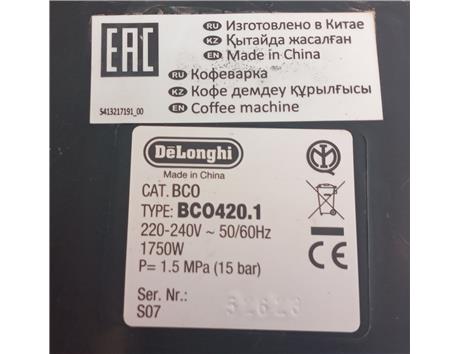 EAC
RU Изготовлено в Китае
KZ Қытайда жасалған
EN Made in China
RU Кофеварка
KZ Кофе демдеу құрылғысы
EN Coffee machine
5413217191_00
DeLonghi
Made in China
CAT. BCO
TYPE: BCO420.1
220-240V ~ 50/60Hz
1750W
P= 1.5 MPa (15 bar)
CE
Ser. Nr.:
S07